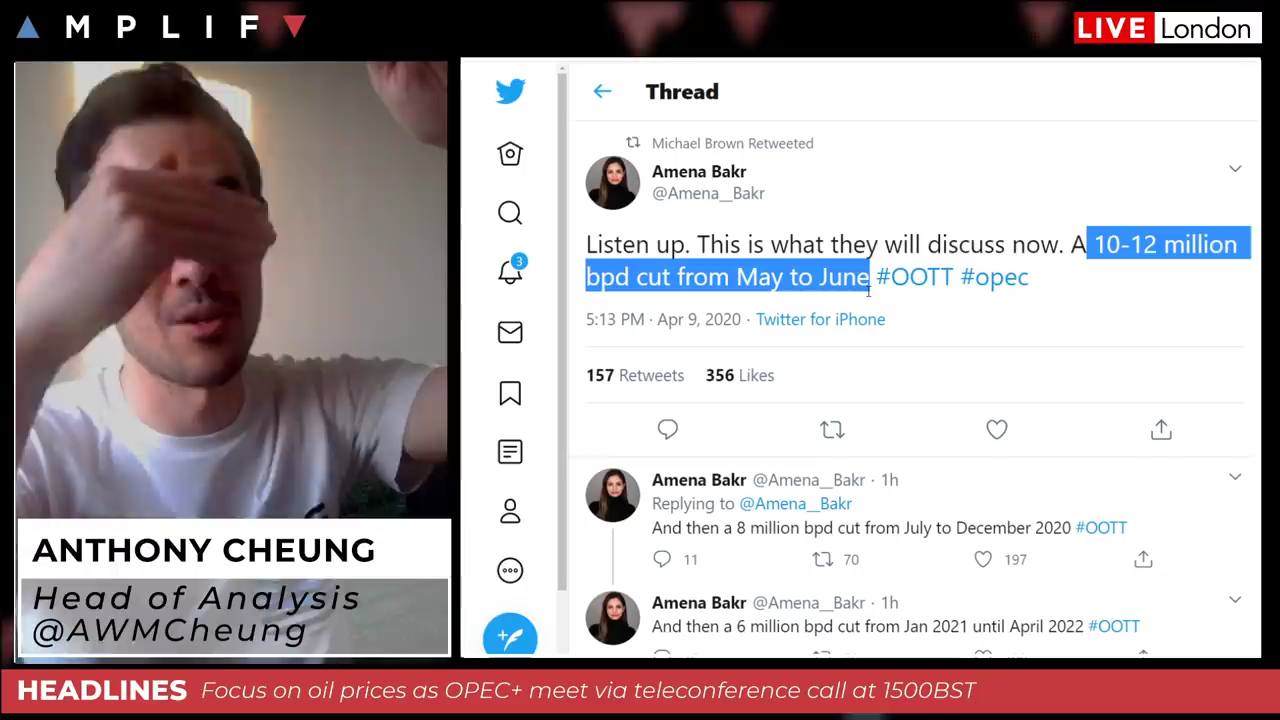 AMPLIFY
LIVE London
Thread
Michael Brown Retweeted
Amena Bakr
@Amena__Bakr
Listen up. This is what they will discuss now. A 10-12 million
bpd cut from May to June #OOTT #opec
5:13 PM · Apr 9, 2020 · Twitter for iPhone
157 Retweets 356 Likes
Amena Bakr @Amena__Bakr · 1h
Replying to @Amena__Bakr
And then a 8 million bpd cut from July to December 2020 #OOTT
11 70 197
Amena Bakr @Amena__Bakr · 1h
And then a 6 million bpd cut from Jan 2021 until April 2022 #OOTT
3
ANTHONY CHEUNG
Head of Analysis
@AWMCheung
HEADLINES Focus on oil prices as OPEC+ meet via teleconference call at 1500BST